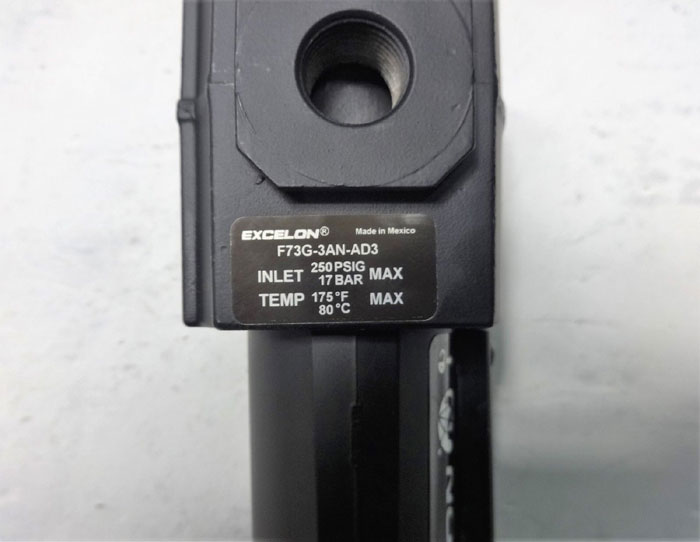 EXCELON® Made in Mexico
F73G-3AN-AD3
INLET 250 PSIG 17 BAR MAX
TEMP 175 °F 80 °C MAX